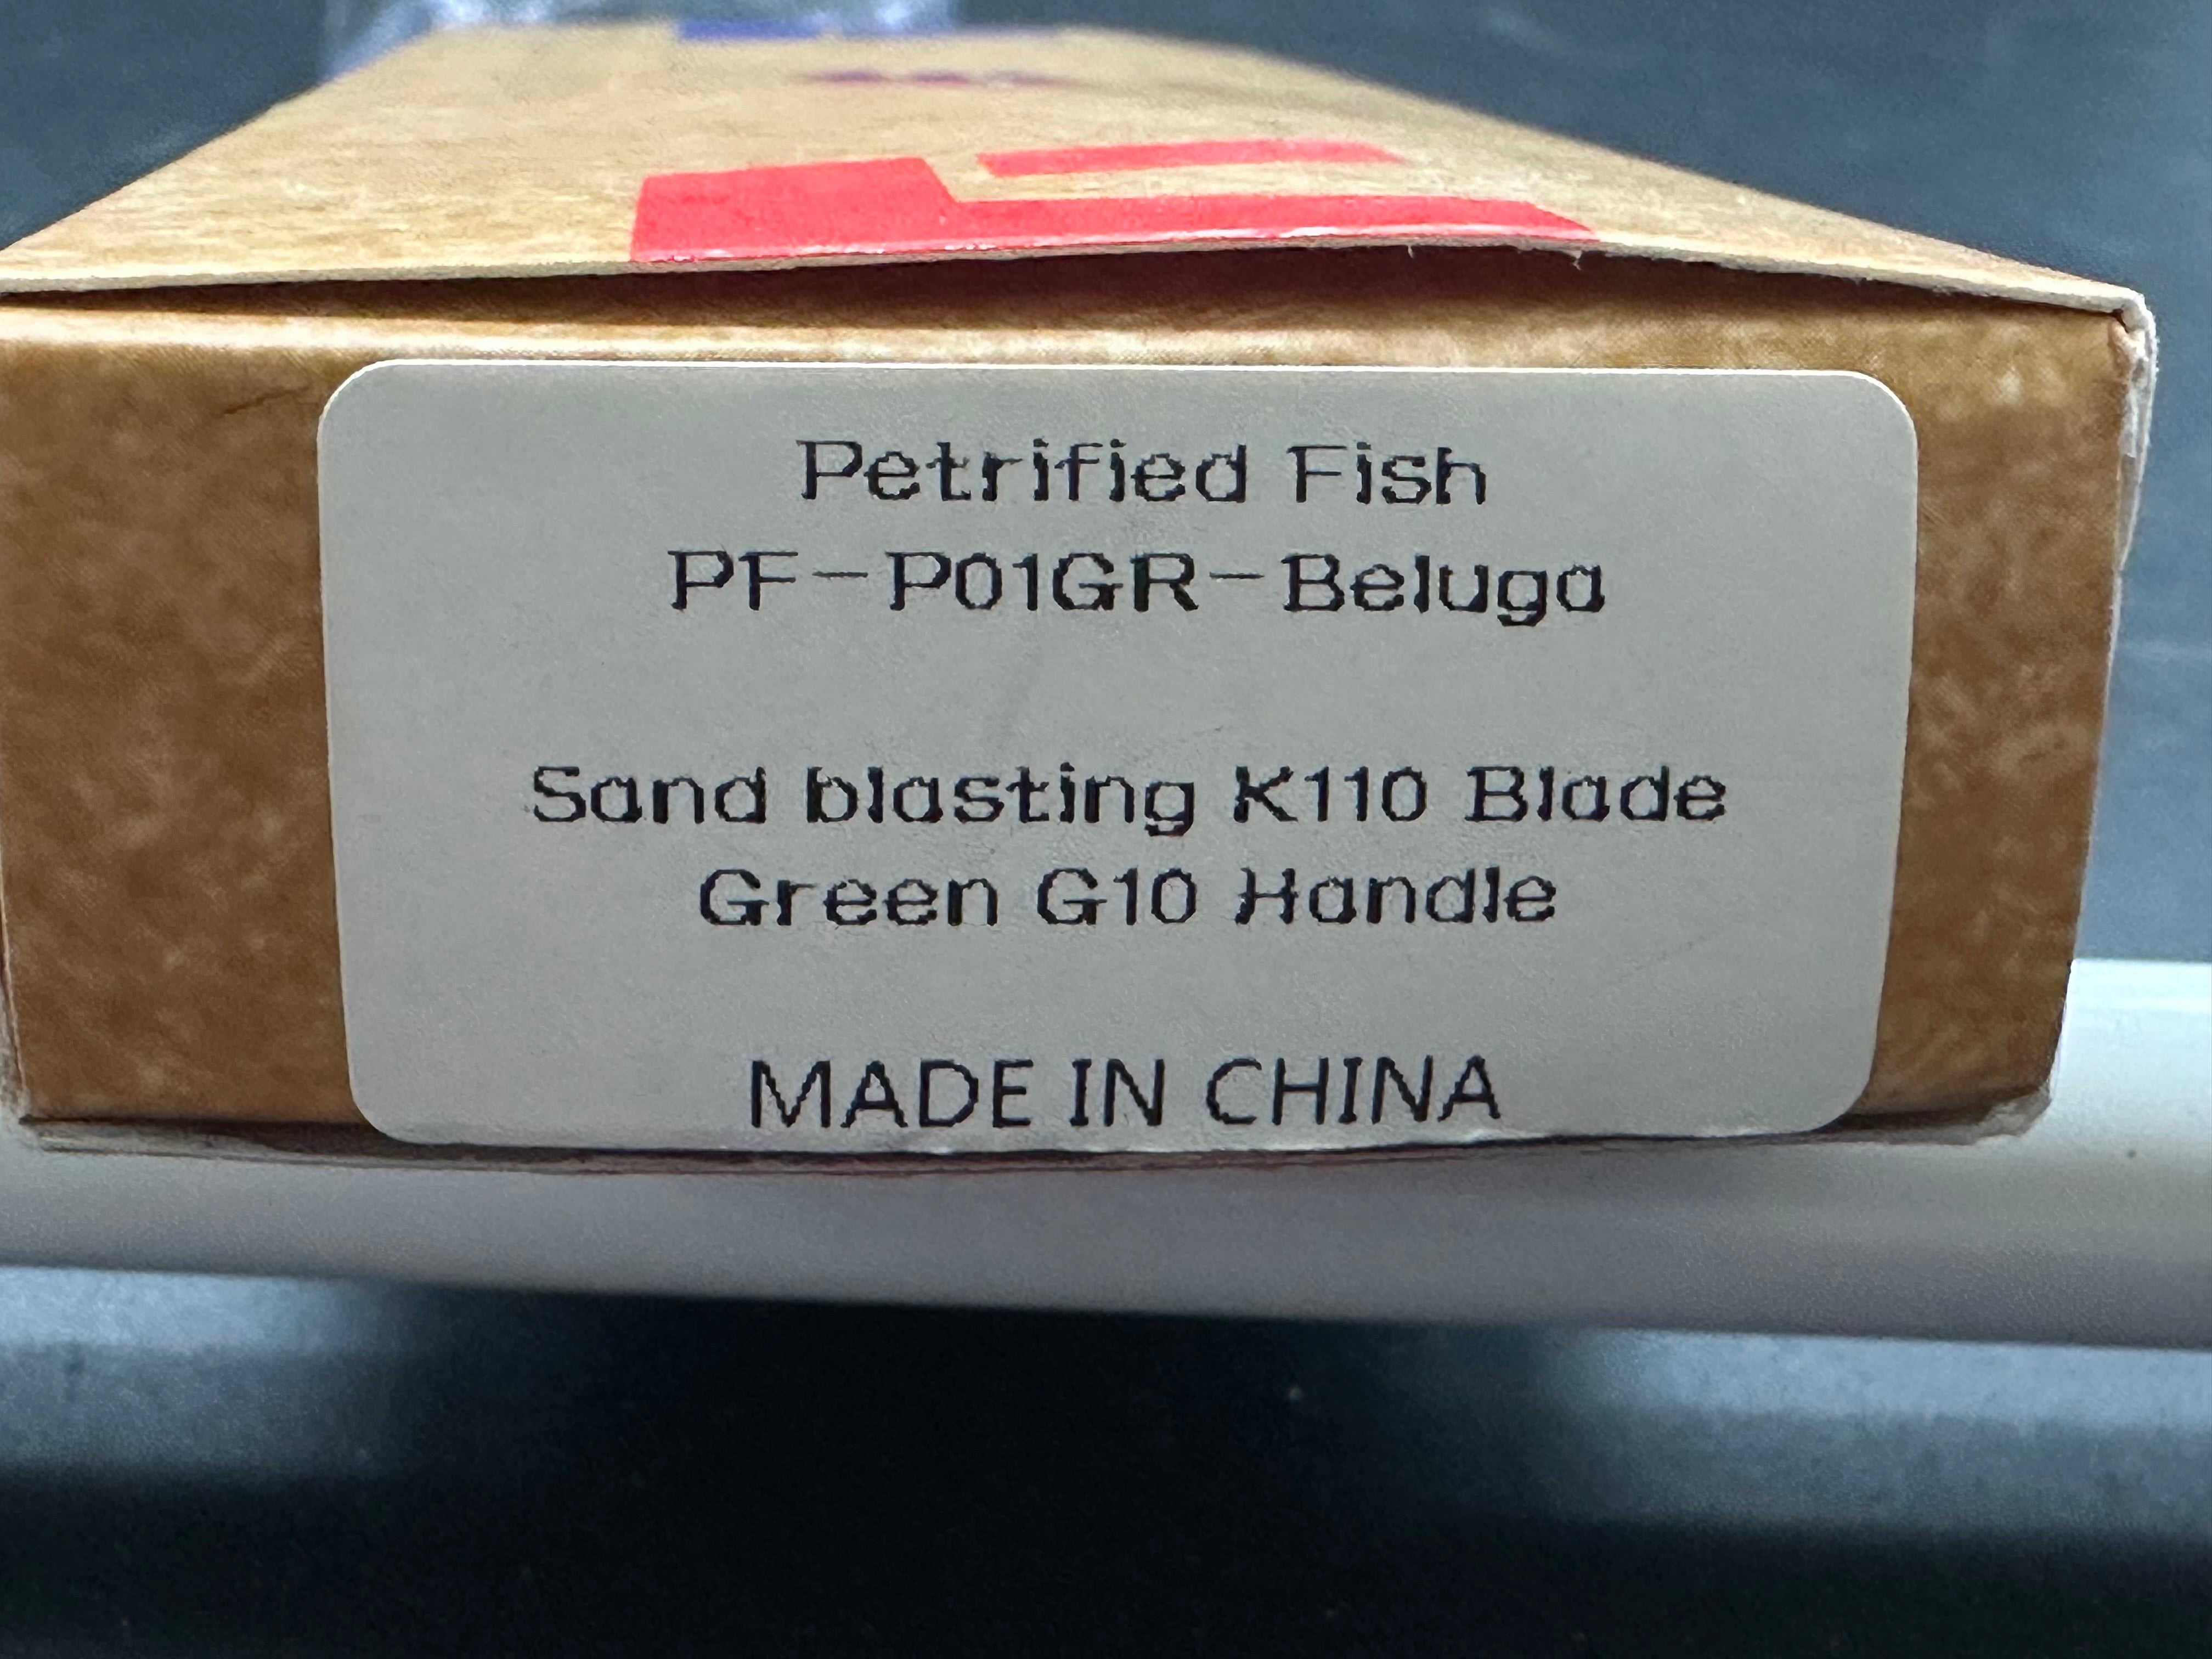 Petrified Fish
PF-P01GR-Beluga
Sand blasting K110 Blade
Green G10 Handle
MADE IN CHINA